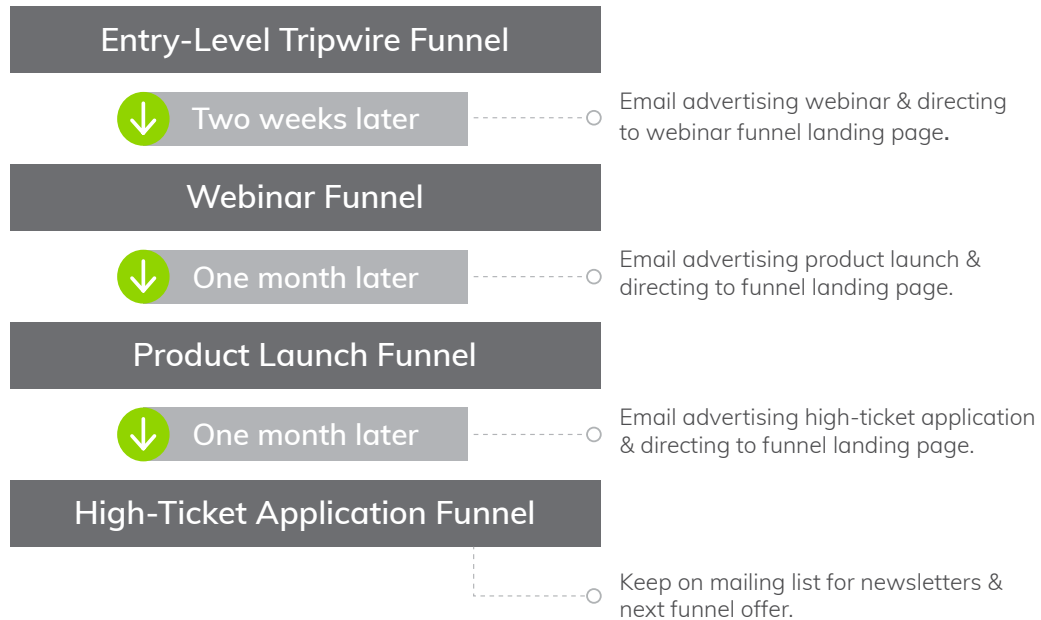 Entry-Level Tripwire Funnel
Two weeks later
Email advertising webinar & directing
to webinar funnel landing page.
Webinar Funnel
One month later
Email advertising product launch &
directing to funnel landing page.
Product Launch Funnel
One month later
Email advertising high-ticket application
& directing to funnel landing page.
High-Ticket Application Funnel
Keep on mailing list for newsletters &
next funnel offer.